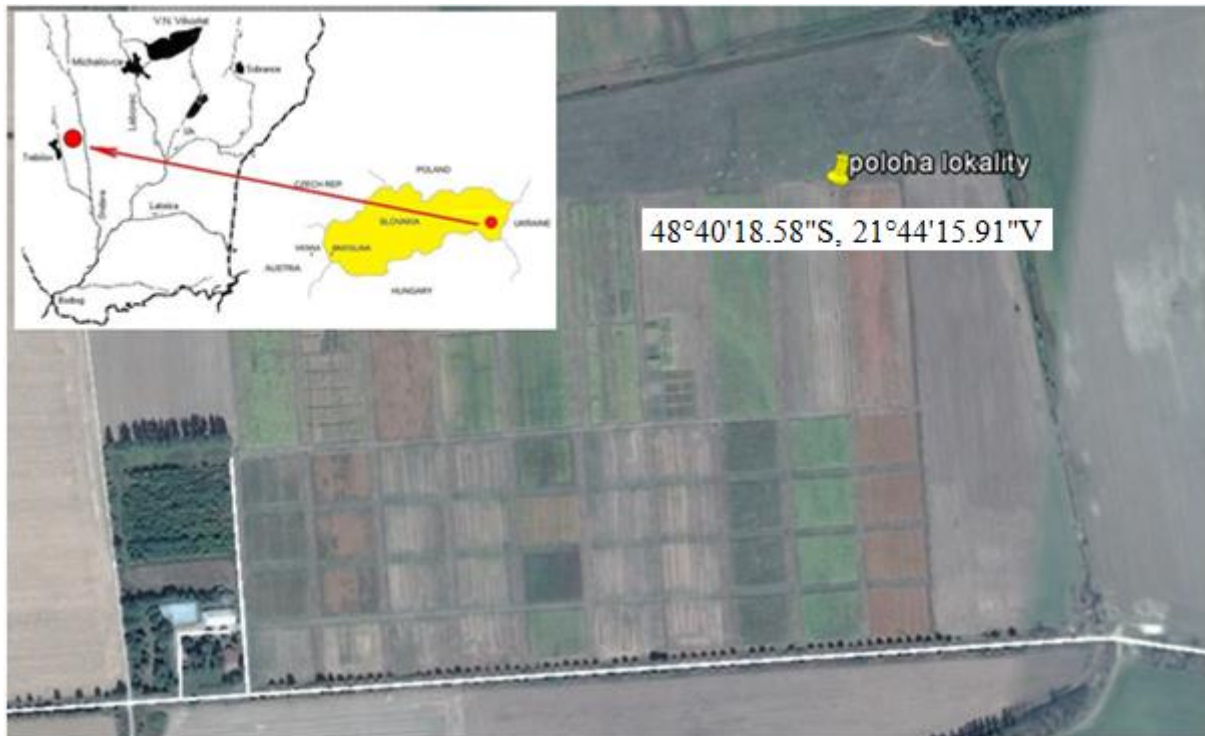 V.N. Vihorlat
Michalovce
Sobrance
Laborec
Uh
Trebišov
Ondava
Latorica
Bodrog
POLAND
CZECH REP.
SLOVAKIA
UKRAINE
VIENNA
BRATISLAVA
AUSTRIA
HUNGARY
poloha lokality
48°40'18.58"S, 21°44'15.91"V